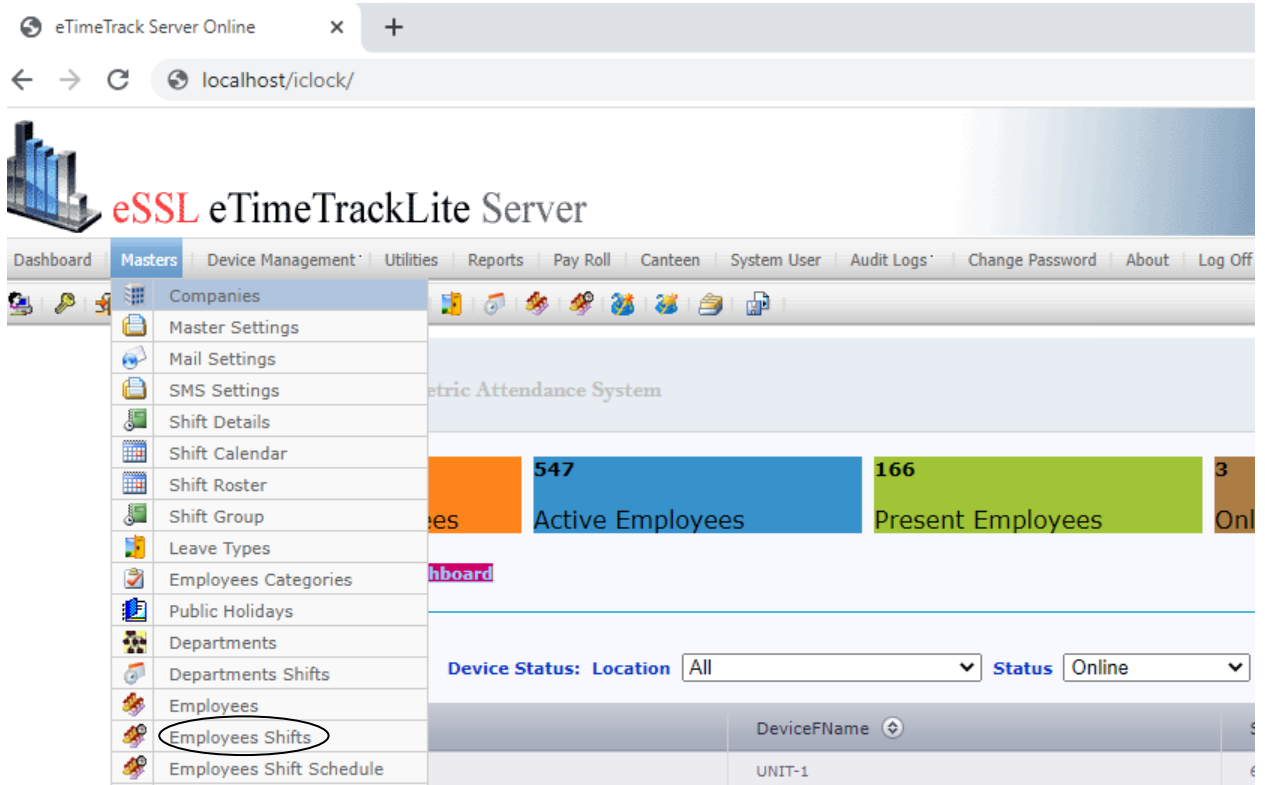 eTimeTrack Server Online
localhost/iclock/
eSSL eTimeTrackLite Server
Dashboard Masters Device Management Utilities Reports Pay Roll Canteen System User Audit Logs Change Password About Log Off
Companies
Master Settings
Mail Settings
SMS Settings
etric Attendance System
Shift Details
Shift Calendar
547 166 3
Shift Roster
Shift Group
ees Active Employees Present Employees Onl
Leave Types
Employees Categories
hboard
Public Holidays
Departments
Departments Shifts
Device Status: Location All Status Online
Employees
Employees Shifts
DeviceFName
Employees Shift Schedule
UNIT-1